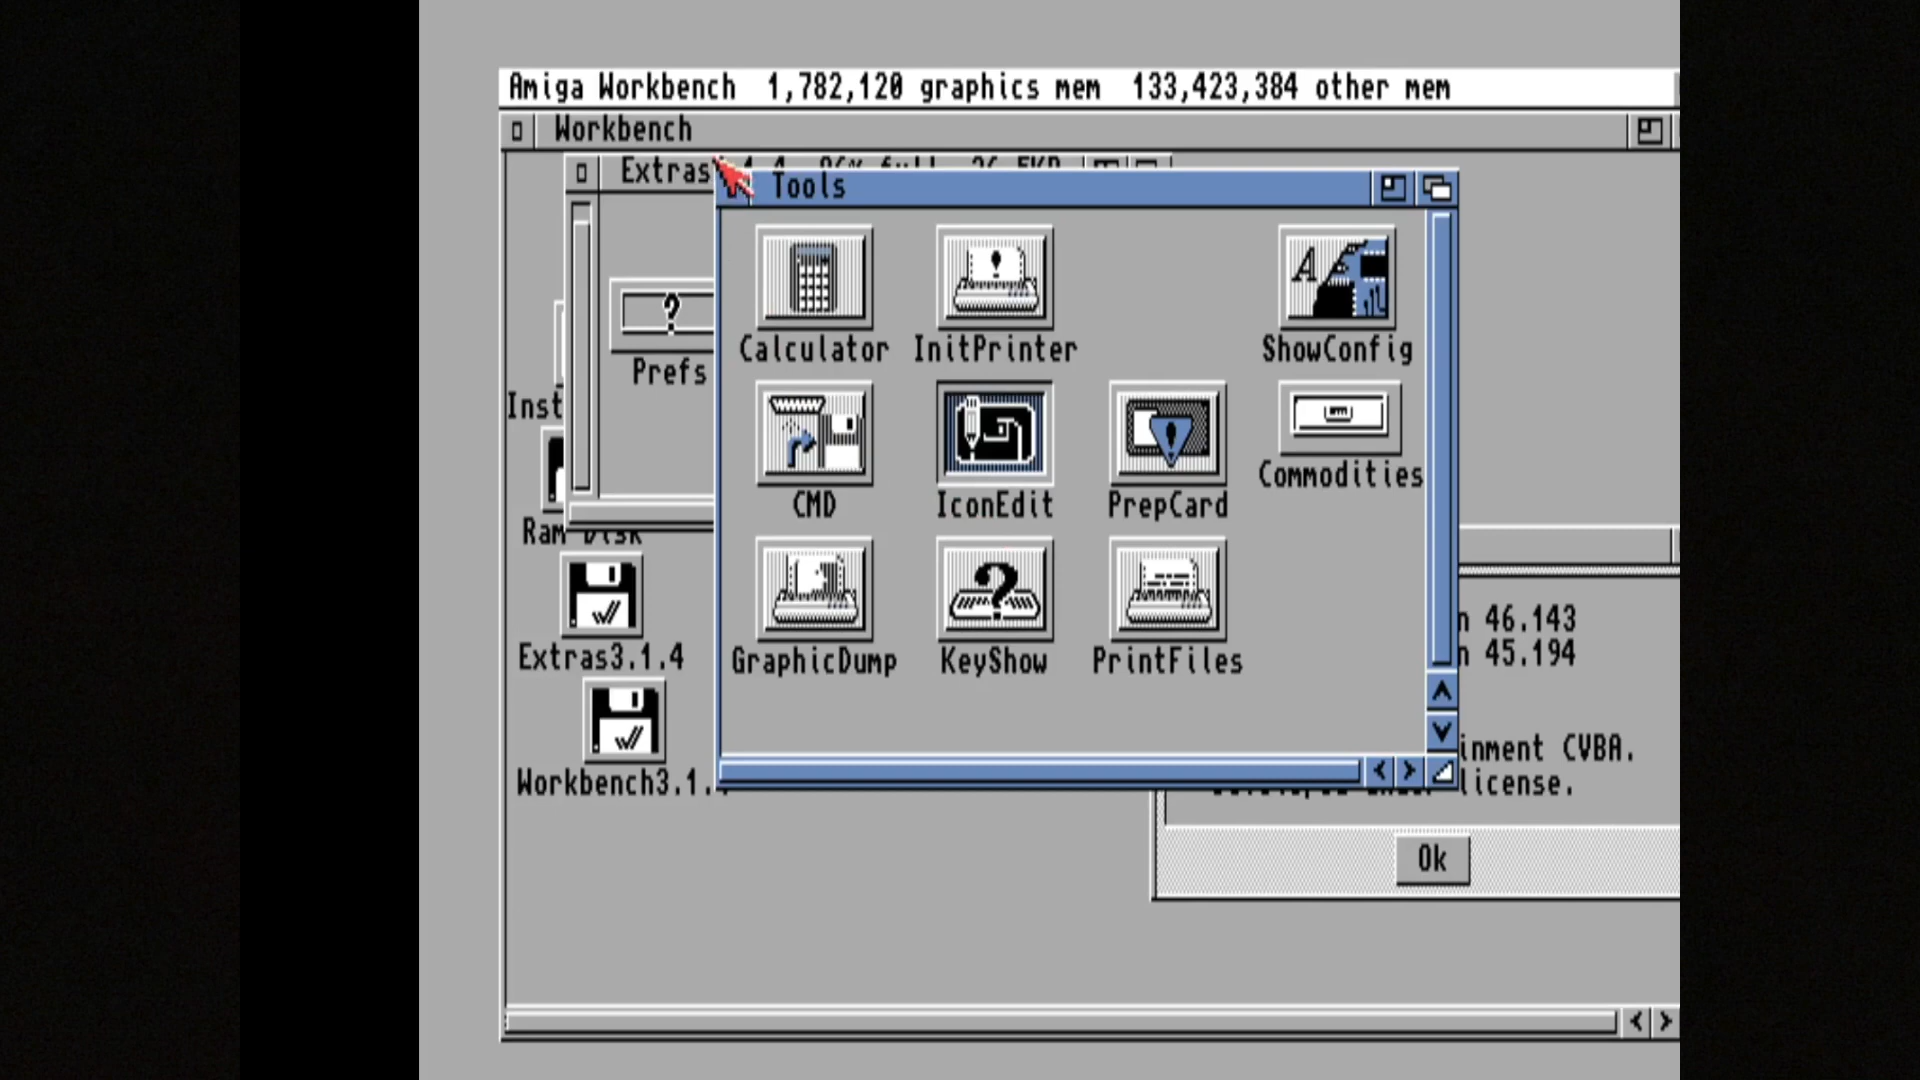 Amiga Workbench 1,782,120 graphics mem 133,423,384 other mem
Workbench
Extras
Tools
Prefs
Calculator InitPrinter ShowConfig
Inst
CMD IconEdit PrepCard Commodities
Ram Disk
GraphicDump KeyShow PrintFiles
Extras3.1.4
Workbench3.1.
n 46.143
n 45.194
inment CVBA.
license.
Ok